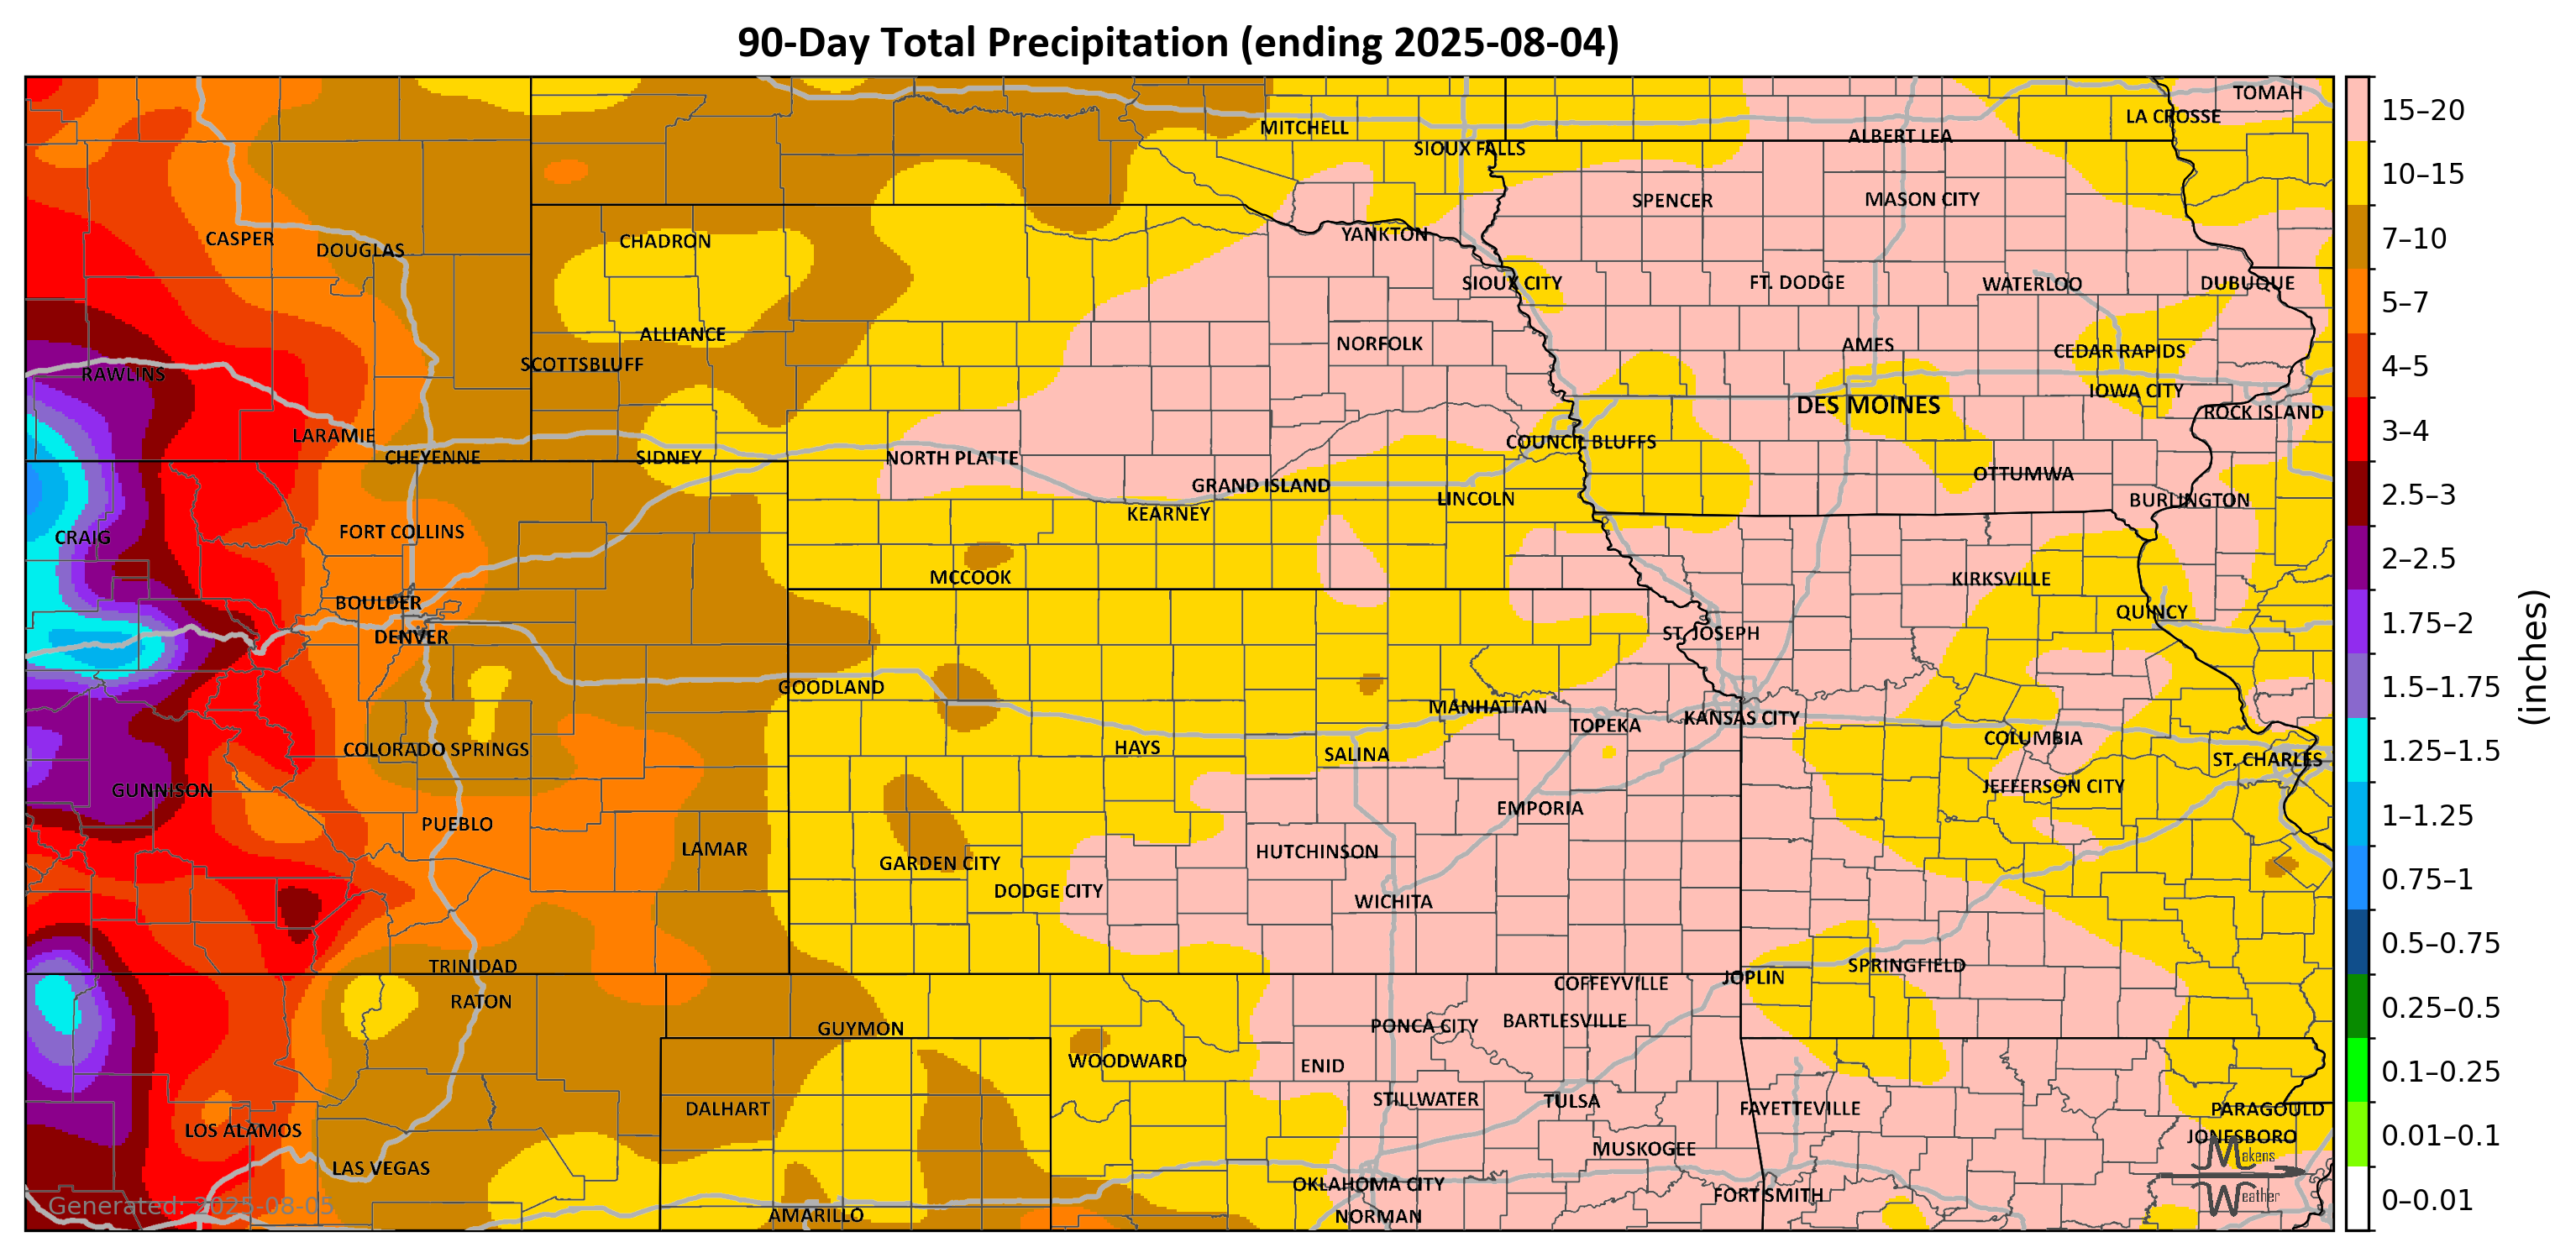 90-Day Total Precipitation (ending 2025-08-04)
TOMAH
LA CROSSE
MITCHELL
ALBERT LEA
SIOUX FALLS
SPENCER
MASON CITY
CASPER
DOUGLAS
CHADRON
YANKTON
SIOUX CITY
FT. DODGE
WATERLOO
DUBUQUE
ALLIANCE
NORFOLK
AMES
CEDAR RAPIDS
SCOTTSBLUFF
RAWLINS
IOWA CITY
DES MOINES
ROCK ISLAND
LARAMIE
COUNCIL BLUFFS
CHEYENNE
SIDNEY
NORTH PLATTE
OTTUMWA
GRAND ISLAND
LINCOLN
BURLINGTON
KEARNEY
FORT COLLINS
CRAIG
MCCOOK
KIRKSVILLE
BOULDER
QUINCY
DENVER
ST. JOSEPH
GOODLAND
MANHATTAN
TOPEKA
KANSAS CITY
COLUMBIA
COLORADO SPRINGS
HAYS
SALINA
ST. CHARLES
GUNNISON
JEFFERSON CITY
EMPORIA
PUEBLO
LAMAR
HUTCHINSON
GARDEN CITY
DODGE CITY
WICHITA
TRINIDAD
SPRINGFIELD
JOPLIN
COFFEYVILLE
RATON
GUYMON
PONCA CITY
BARTLESVILLE
WOODWARD
ENID
STILLWATER
TULSA
DALHART
FAYETTEVILLE
PARAGOULD
LOS ALAMOS
JONESBORO
MUSKOGEE
LAS VEGAS
OKLAHOMA CITY
FORT SMITH
AMARILLO
NORMAN
Makens
Weather
Generated: 2025-08-05
15–20
10–15
7–10
5–7
4–5
3–4
2.5–3
2–2.5
1.75–2
1.5–1.75
1.25–1.5
1–1.25
0.75–1
0.5–0.75
0.25–0.5
0.1–0.25
0.01–0.1
0–0.01
(inches)